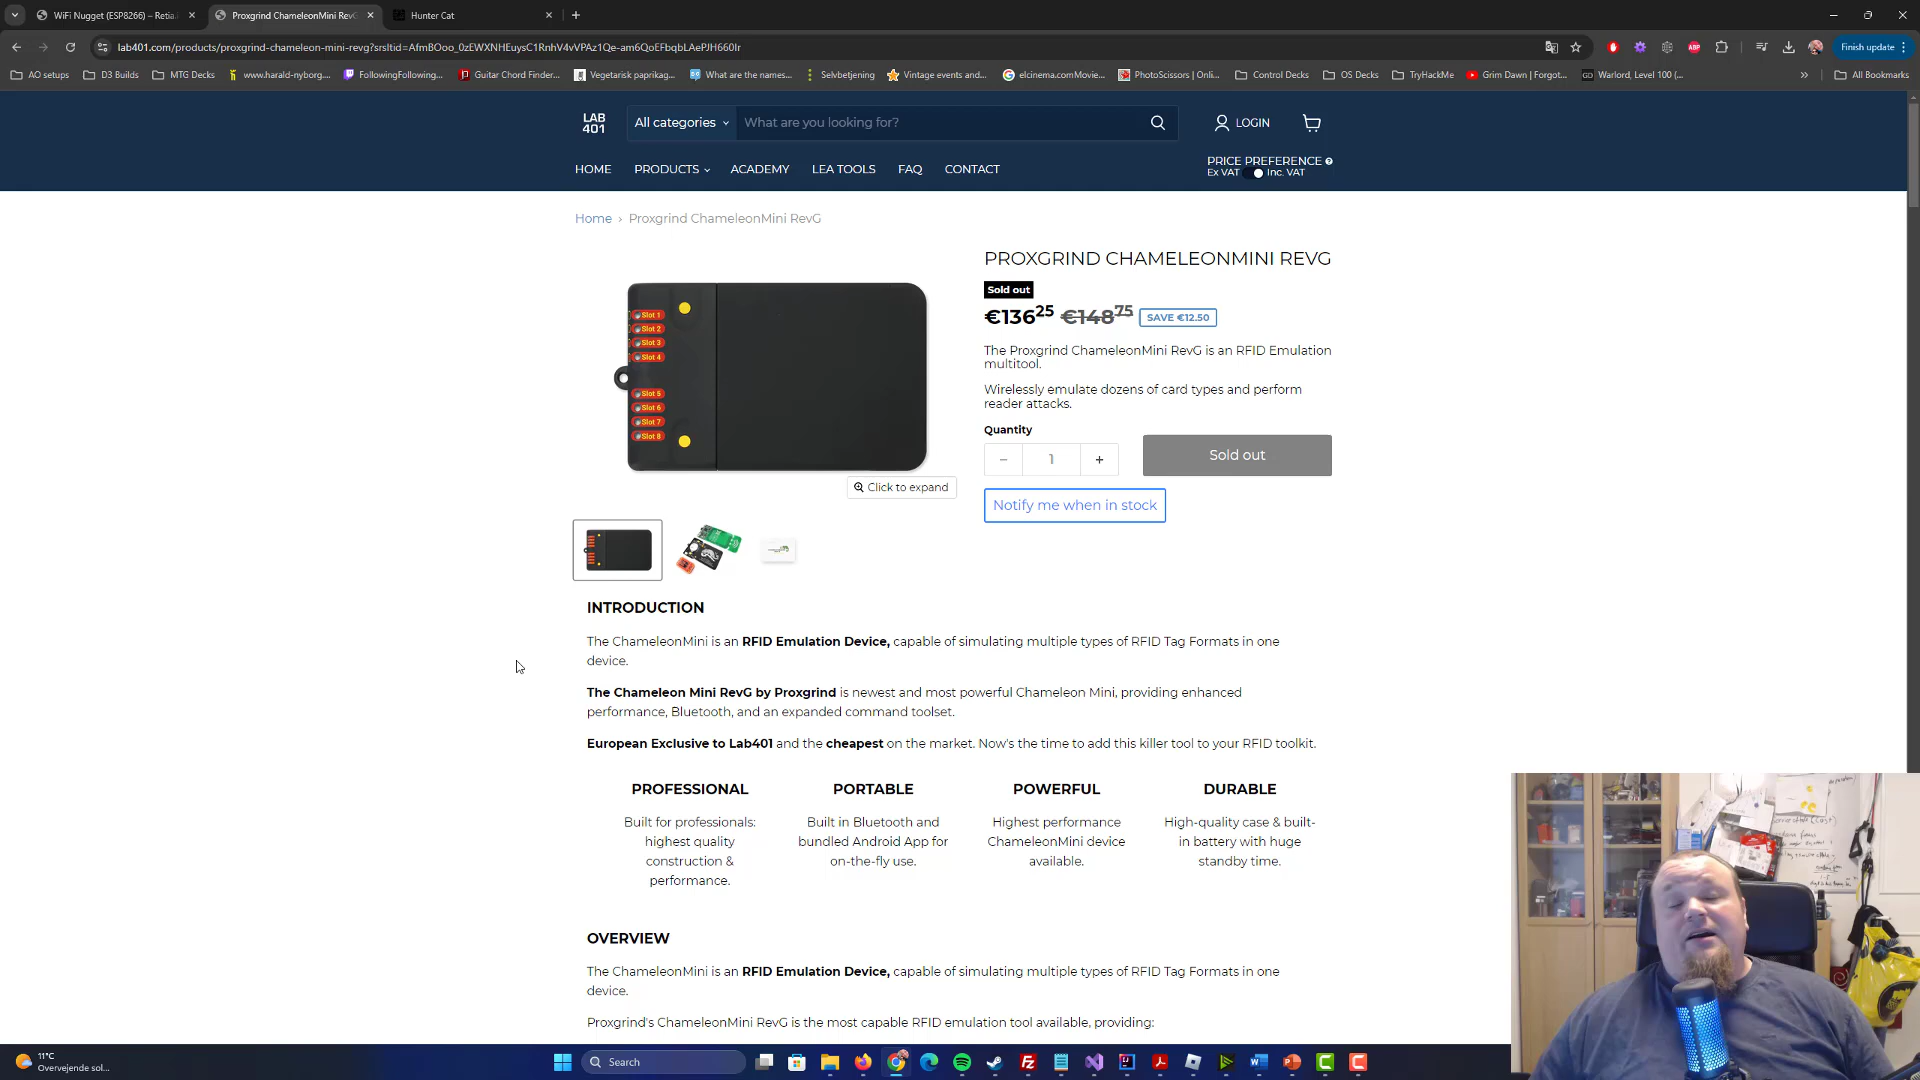 WiFi Nugget (ESP8266) – Retia.
Proxgrind ChameleonMini RevG
Hunter Cat
lab401.com/products/proxgrind-chameleon-mini-revg?srsltid=AfmBOoo_0zEWXNHEuysC1RnhV4vVPAz1Qe-am6QoEFbqbLAePJH660Ir
Finish update
AO setups
D3 Builds
MTG Decks
www.harald-nyborg....
FollowingFollowing...
Guitar Chord Finder...
Vegetarisk paprikag...
What are the names...
Selvbetjening
Vintage events and...
elcinema.comMovie...
PhotoScissors | Onli...
Control Decks
OS Decks
TryHackMe
Grim Dawn | Forgot...
Warlord, Level 100 (...
All Bookmarks
LAB
401
All categories
What are you looking for?
LOGIN
HOME
PRODUCTS
ACADEMY
LEA TOOLS
FAQ
CONTACT
PRICE PREFERENCE
Ex VAT
Inc. VAT
Home › Proxgrind ChameleonMini RevG
Slot 1
Slot 2
Slot 3
Slot 4
Slot 5
Slot 6
Slot 7
Slot 8
Click to expand
PROXGRIND CHAMELEONMINI REVG
Sold out
€136 25 €148 75 SAVE €12.50
The Proxgrind ChameleonMini RevG is an RFID Emulation
multitool.
Wirelessly emulate dozens of card types and perform
reader attacks.
Quantity
− 1 +
Sold out
Notify me when in stock
INTRODUCTION
The ChameleonMini is an RFID Emulation Device, capable of simulating multiple types of RFID Tag Formats in one
device.
The Chameleon Mini RevG by Proxgrind is newest and most powerful Chameleon Mini, providing enhanced
performance, Bluetooth, and an expanded command toolset.
European Exclusive to Lab401 and the cheapest on the market. Now's the time to add this killer tool to your RFID toolkit.
PROFESSIONAL
Built for professionals:
highest quality
construction &
performance.
PORTABLE
Built in Bluetooth and
bundled Android App for
on-the-fly use.
POWERFUL
Highest performance
ChameleonMini device
available.
DURABLE
High-quality case & built-
in battery with huge
standby time.
OVERVIEW
The ChameleonMini is an RFID Emulation Device, capable of simulating multiple types of RFID Tag Formats in one
device.
Proxgrind's ChameleonMini RevG is the most capable RFID emulation tool available, providing:
11°C
Overvejende sol...
Search